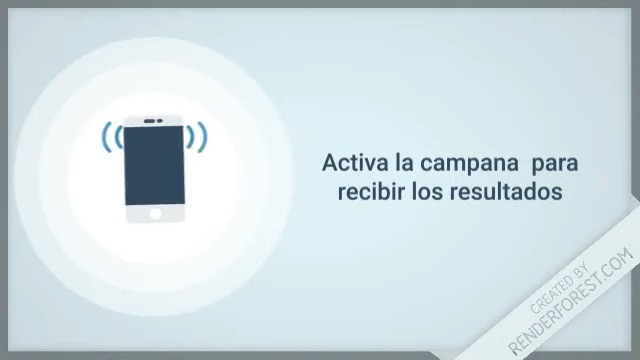 Activa la campana para
recibir los resultados
CREATED BY
RENDERFOREST.COM